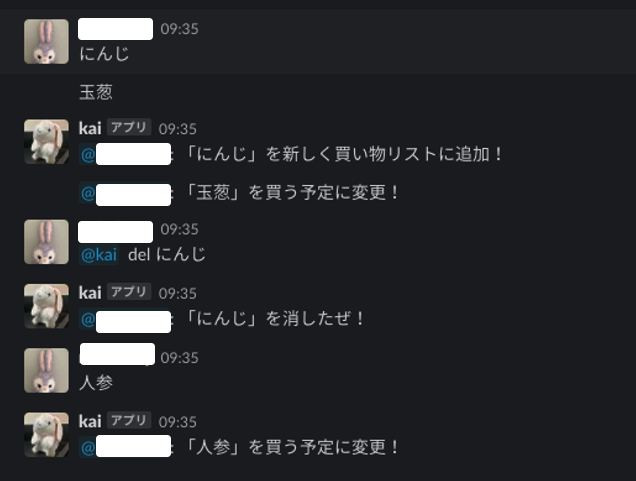 09:35
にんじ
玉葱
kai アプリ 09:35
@ : 「にんじ」を新しく買い物リストに追加！
@ : 「玉葱」を買う予定に変更！
09:35
@kai del にんじ
kai アプリ 09:35
@ : 「にんじ」を消したぜ！
09:35
人参
kai アプリ 09:35
@ : 「人参」を買う予定に変更！